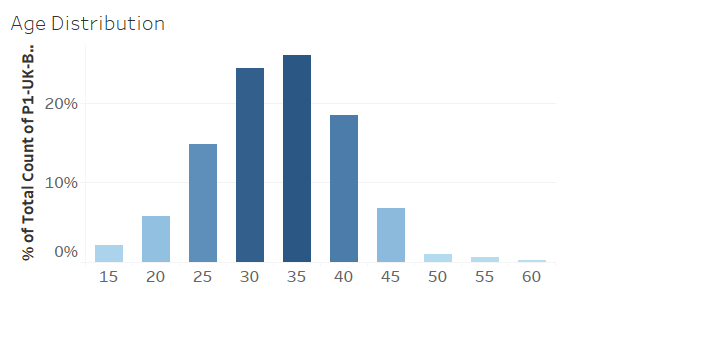 Age Distribution
% of Total Count of P1-UK-B..
20%
10%
0%
15 20 25 30 35 40 45 50 55 60